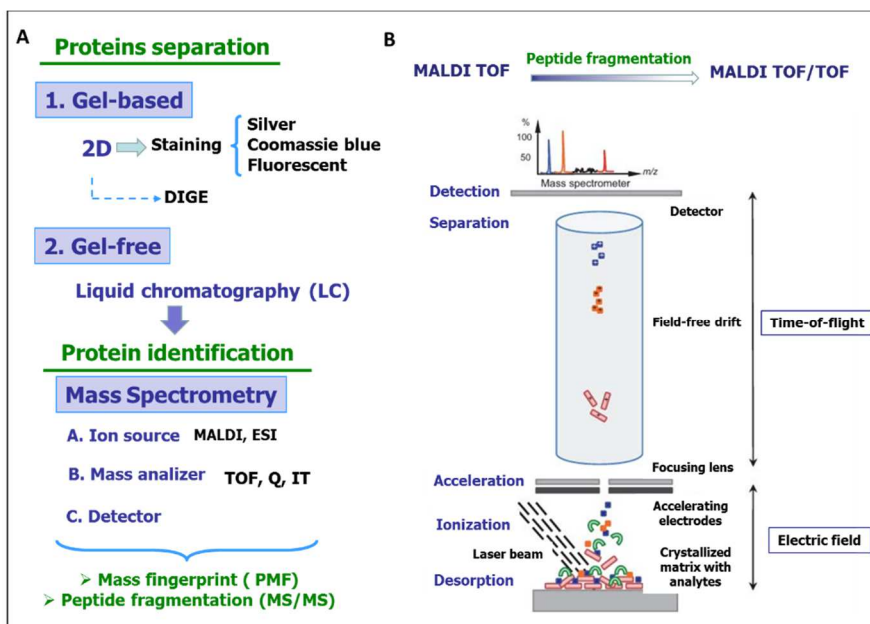 A
Proteins separation
1. Gel-based
2D
Staining
Silver
Coomassie blue
Fluorescent
DIGE
2. Gel-free
Liquid chromatography (LC)
Protein identification
Mass Spectrometry
A. Ion source MALDI, ESI
B. Mass analizer TOF, Q, IT
C. Detector
➢ Mass fingerprint ( PMF)
➢ Peptide fragmentation (MS/MS)
B
Peptide fragmentation
MALDI TOF
MALDI TOF/TOF
%
100
50
m/z
Mass spectrometer
Detection
Detector
Separation
Field-free drift
Time-of-flight
Focusing lens
Acceleration
Accelerating
electrodes
Ionization
Electric field
Laser beam
Crystallized
matrix with
analytes
Desorption